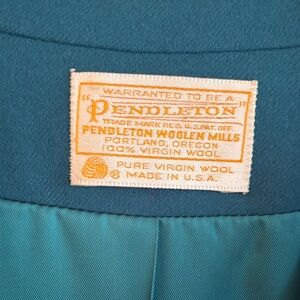 WARRANTED TO BE A
"PENDLETON"
TRADE MARK REG. U.S. PAT. OFF.
PENDLETON WOOLEN MILLS
PORTLAND, OREGON
100% VIRGIN WOOL
PURE VIRGIN WOOL
® MADE IN U.S.A.